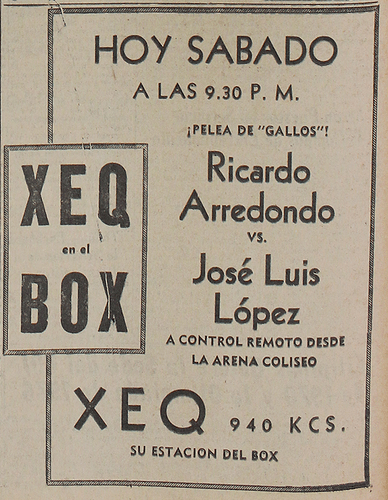 HOY SABADO
A LAS 9.30 P. M.
¡PELEA DE "GALLOS"!
Ricardo
Arredondo
VS.
José Luis
López
A CONTROL REMOTO DESDE
LA ARENA COLISEO
XEQ
en el
BOX
XEQ 940 KCS.
SU ESTACION DEL BOX